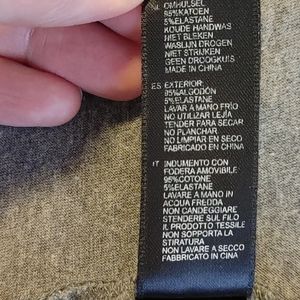 OMHULSEL
95%KATOEN
5%ELASTANE
KOUDE HANDWAS
NIET BLEKEN
WASLIJN DROGEN
NIET STRIJKEN
GEEN DROOGKUIS
MADE IN CHINA
ES EXTERIOR:
95%ALGODÓN
5%ELASTANE
LAVAR A MANO FRÍO
NO UTILIZAR LEJÍA
TENDER PARA SECAR
NO PLANCHAR
NO LIMPIAR EN SECO
FABRICADO EN CHINA
IT INDUMENTO CON
FODERA AMOVIBILE
95%COTONE
5%ELASTANE
LAVARE A MANO IN
ACQUA FREDDA
NON CANDEGGIARE
STENDERE SUL FILO
IL PRODOTTO TESSILE
NON SOPPORTA LA
STIRATURA
NON LAVARE A SECCO
FABBRICATO IN CINA